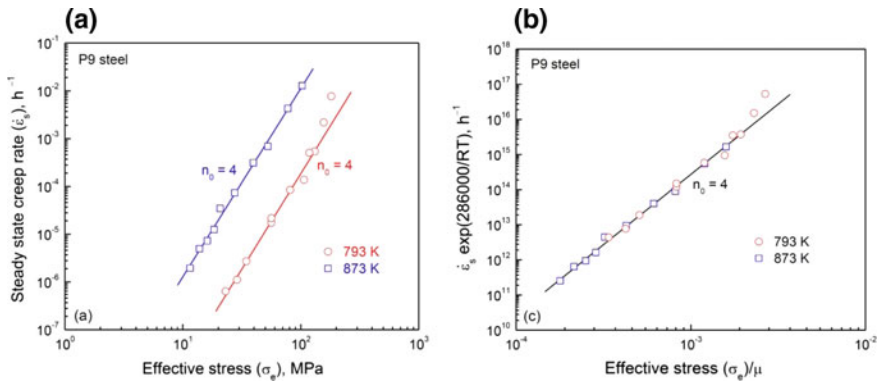 (a)
P9 steel
Steady state creep rate (ε̇ₛ), h⁻¹
10⁻¹
10⁻²
10⁻³
10⁻⁴
10⁻⁵
10⁻⁶
10⁻⁷
n₀ = 4
n₀ = 4
793 K
873 K
(a)
10⁰ 10¹ 10² 10³
Effective stress (σₑ), MPa
(b)
P9 steel
ε̇ₛ exp(286000/RT), h⁻¹
10¹⁸
10¹⁷
10¹⁶
10¹⁵
10¹⁴
10¹³
10¹²
10¹¹
10¹⁰
n₀ = 4
793 K
873 K
(c)
10⁻⁴ 10⁻³ 10⁻²
Effective stress (σₑ)/μ